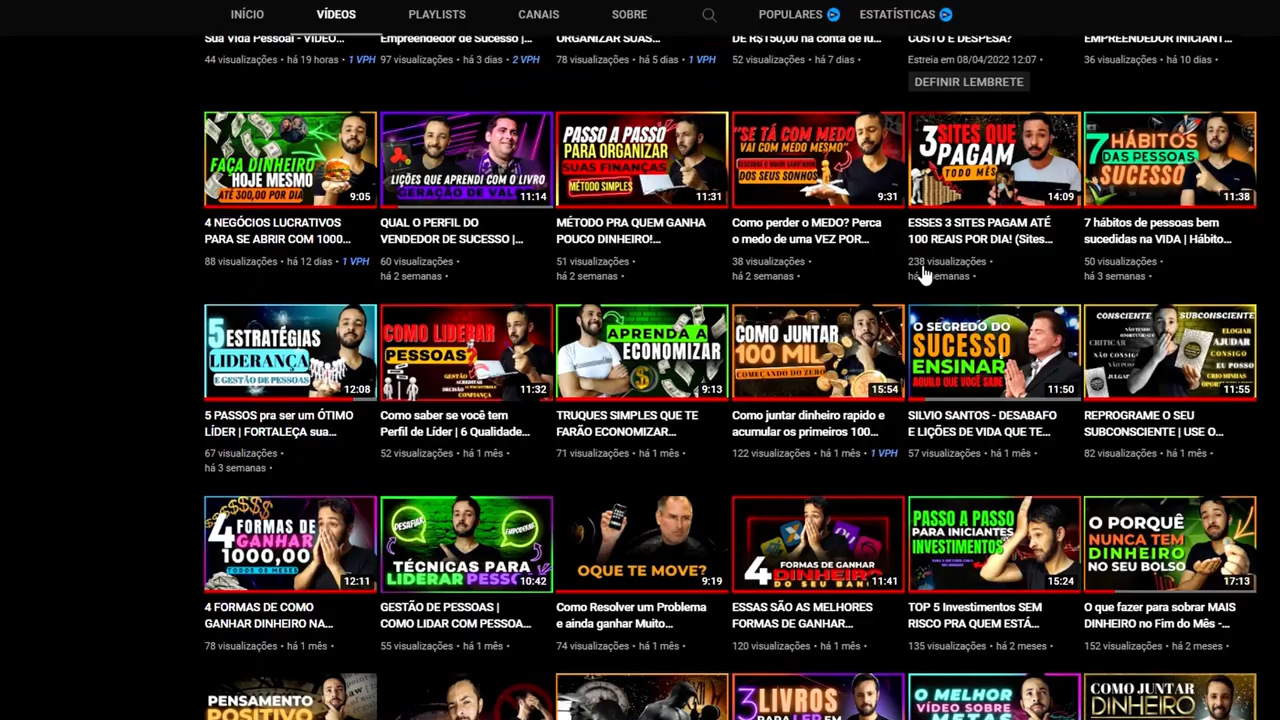 INÍCIO VÍDEOS PLAYLISTS CANAIS SOBRE POPULARES ESTATÍSTICAS
Sua Vida Pessoal - VÍDEO...
44 visualizações • há 19 horas • 1 VPH
Empreendedor de Sucesso |...
97 visualizações • há 3 dias • 2 VPH
ORGANIZAR SUAS...
78 visualizações • há 5 dias • 1 VPH
DE R$150,00 na conta de lu...
52 visualizações • há 7 dias •
CUSTO E DESPESA?
Estreia em 08/04/2022 12:07 •
DEFINIR LEMBRETE
EMPREENDEDOR INICIANT...
36 visualizações • há 10 dias •
FAÇA DINHEIRO
HOJE MESMO
ATÉ 300,00 POR DIA!
9:05
4 NEGÓCIOS LUCRATIVOS
PARA SE ABRIR COM 1000...
88 visualizações • há 12 dias • 1 VPH
LIÇÕES QUE APRENDI COM O LIVRO
GERAÇÃO DE VALOR
11:14
QUAL O PERFIL DO
VENDEDOR DE SUCESSO |...
60 visualizações •
há 2 semanas •
PASSO A PASSO
PARA ORGANIZAR
SUAS FINANÇAS
MÉTODO SIMPLES
11:31
MÉTODO PRA QUEM GANHA
POUCO DINHEIRO!...
51 visualizações •
há 2 semanas •
"SE TÁ COM MEDO
VAI COM MEDO MESMO"
DOS SEUS SONHOS
9:31
Como perder o MEDO? Perca
o medo de uma VEZ POR...
38 visualizações •
há 2 semanas •
3 SITES QUE
PAGAM
TODO MÊS
14:09
ESSES 3 SITES PAGAM ATÉ
100 REAIS POR DIA! (Sites...
238 visualizações •
há semanas •
7 HÁBITOS
DAS PESSOAS
SUCESSO
11:38
7 hábitos de pessoas bem
sucedidas na VIDA | Hábito...
50 visualizações •
há 3 semanas •
5 ESTRATÉGIAS
LIDERANÇA
E GESTÃO DE PESSOAS
12:08
5 PASSOS pra ser um ÓTIMO
LÍDER | FORTALEÇA sua...
67 visualizações •
há 3 semanas •
COMO LIDERAR
PESSOAS?
GESTÃO
ACREDITAR
DECISÃO
CONFIANÇA
11:32
Como saber se você tem
Perfil de Líder | 6 Qualidade...
52 visualizações • há 1 mês •
APRENDA A
ECONOMIZAR
9:13
TRUQUES SIMPLES QUE TE
FARÃO ECONOMIZAR...
71 visualizações • há 1 mês •
COMO JUNTAR
100 MIL
COMEÇANDO DO ZERO
15:54
Como juntar dinheiro rapido e
acumular os primeiros 100...
122 visualizações • há 1 mês • 1 VPH
O SEGREDO DO
SUCESSO
ENSINAR
AQUILO QUE VOCÊ SABE
11:50
SILVIO SANTOS - DESABAFO
E LIÇÕES DE VIDA QUE TE...
57 visualizações • há 1 mês •
CONSCIENTE SUBCONSCIENTE
CRITICAR
NÃO CONSIGO
JULGAR
ELOGIAR
AJUDAR
CONSIGO
EU POSSO
11:55
REPROGRAME O SEU
SUBCONSCIENTE | USE O...
82 visualizações • há 1 mês •
4 FORMAS DE
GANHAR
1000,00
TODOS OS MESES
12:11
4 FORMAS DE COMO
GANHAR DINHEIRO NA...
78 visualizações • há 1 mês •
DESAFIAR
EMPODERAR
TÉCNICAS PARA
LIDERAR PESSO
10:42
GESTÃO DE PESSOAS |
COMO LIDAR COM PESSOA...
55 visualizações • há 1 mês •
OQUE TE MOVE?
9:19
Como Resolver um Problema
e ainda ganhar Muito...
74 visualizações • há 1 mês •
4 FORMAS DE GANHAR
DINHEIRO
DO SEU BAN
11:41
ESSAS SÃO AS MELHORES
FORMAS DE GANHAR...
120 visualizações • há 1 mês •
PASSO A PASSO
PARA INICIANTES
INVESTIMENTOS
15:24
TOP 5 Investimentos SEM
RISCO PRA QUEM ESTÁ...
135 visualizações • há 2 meses •
O PORQUÊ
NUNCA TEM
DINHEIRO
NO SEU BOLSO
17:13
O que fazer para sobrar MAIS
DINHEIRO no Fim do Mês -...
152 visualizações • há 2 meses •
PENSAMENTO
POSITIVO
3 LIVROS
PARA LER EM
O MELHOR
VÍDEO SOBRE
METAS
COMO JUNTAR
DINHEIRO